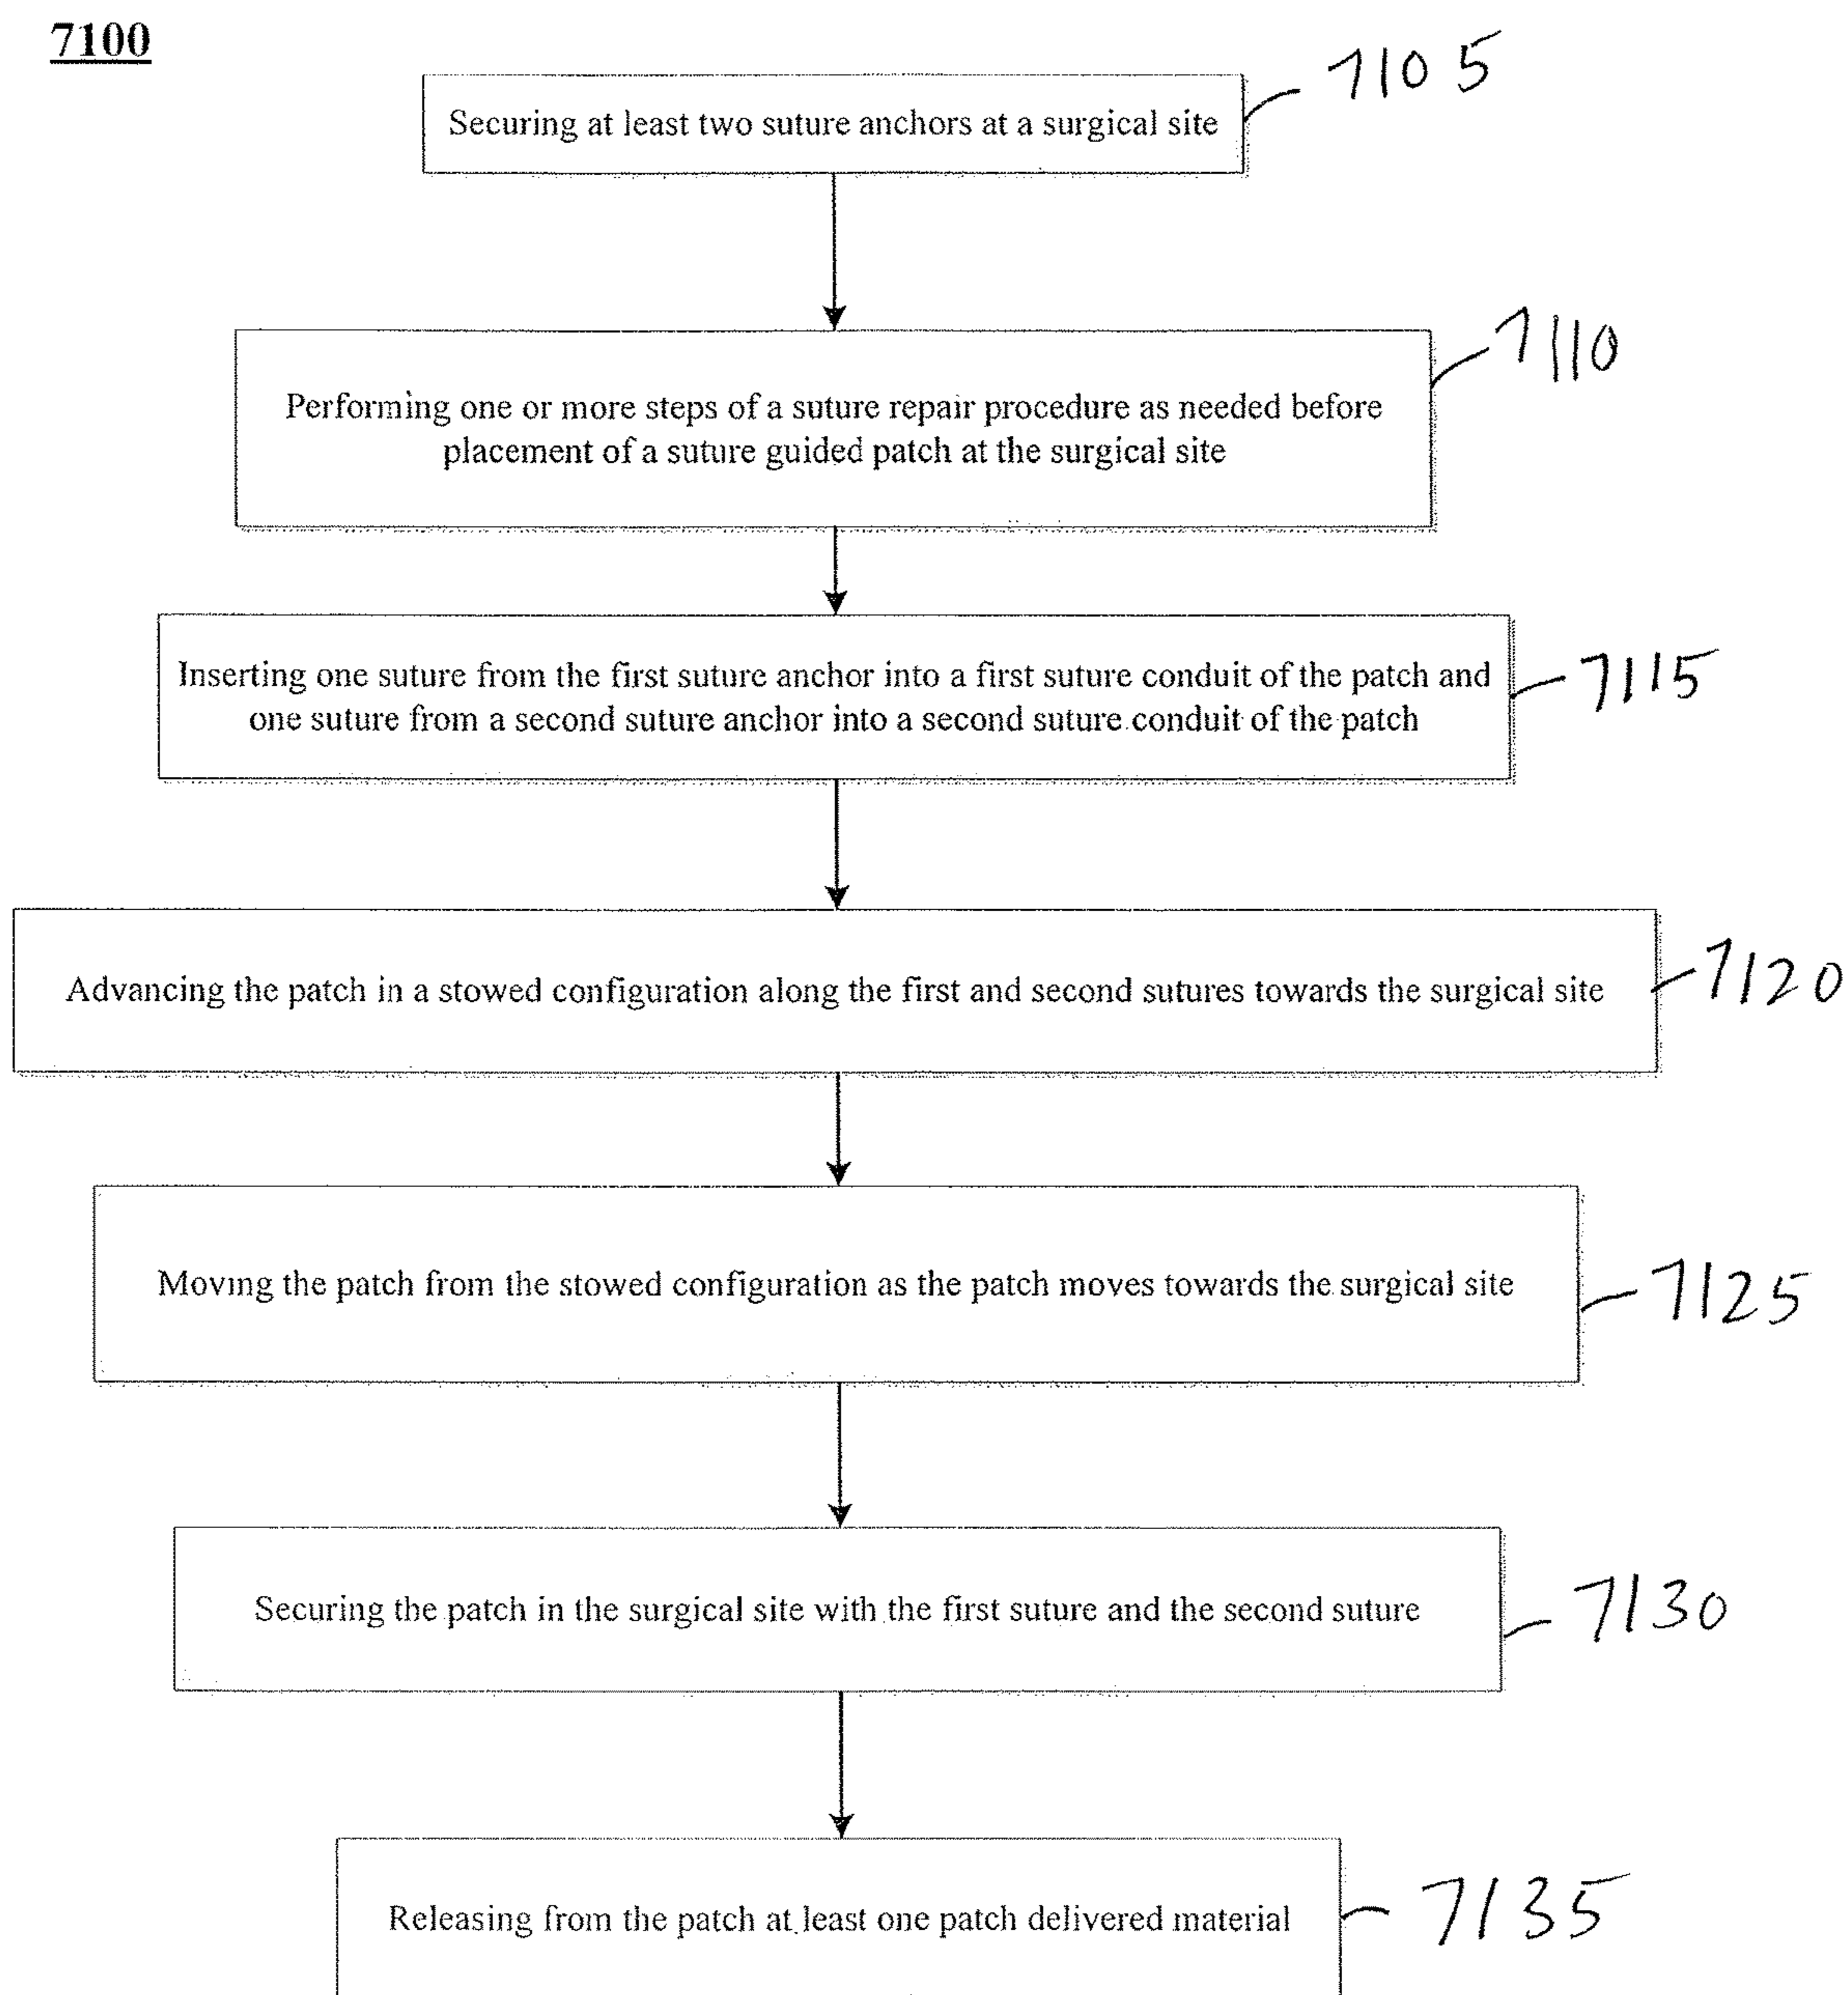 7100
7105
Securing at least two suture anchors at a surgical site
7110
Performing one or more steps of a suture repair procedure as needed before
placement of a suture guided patch at the surgical site
7115
Inserting one suture from the first suture anchor into a first suture conduit of the patch and
one suture from a second suture anchor into a second suture conduit of the patch
7120
Advancing the patch in a stowed configuration along the first and second sutures towards the surgical site
7125
Moving the patch from the stowed configuration as the patch moves towards the surgical site
7130
Securing the patch in the surgical site with the first suture and the second suture
7135
Releasing from the patch at least one patch delivered material